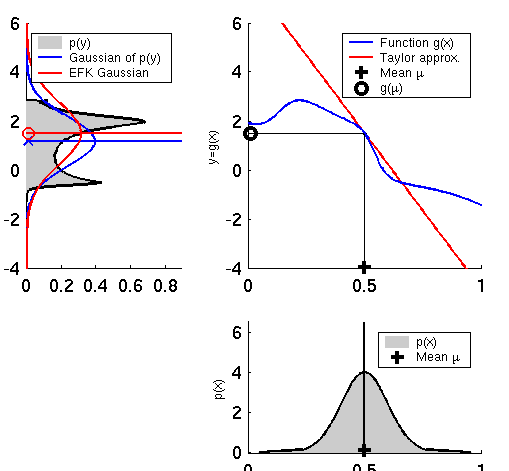 6
4
2
0
-2
-4
0
0.2
0.4
0.6
0.8
p(y)
Gaussian of p(y)
EFK Gaussian
y=g(x)
6
4
2
0
-2
-4
0
0.5
1
Function g(x)
Taylor approx.
Mean μ
g(μ)
p(x)
6
4
2
0
0
0.5
1
p(x)
Mean μ